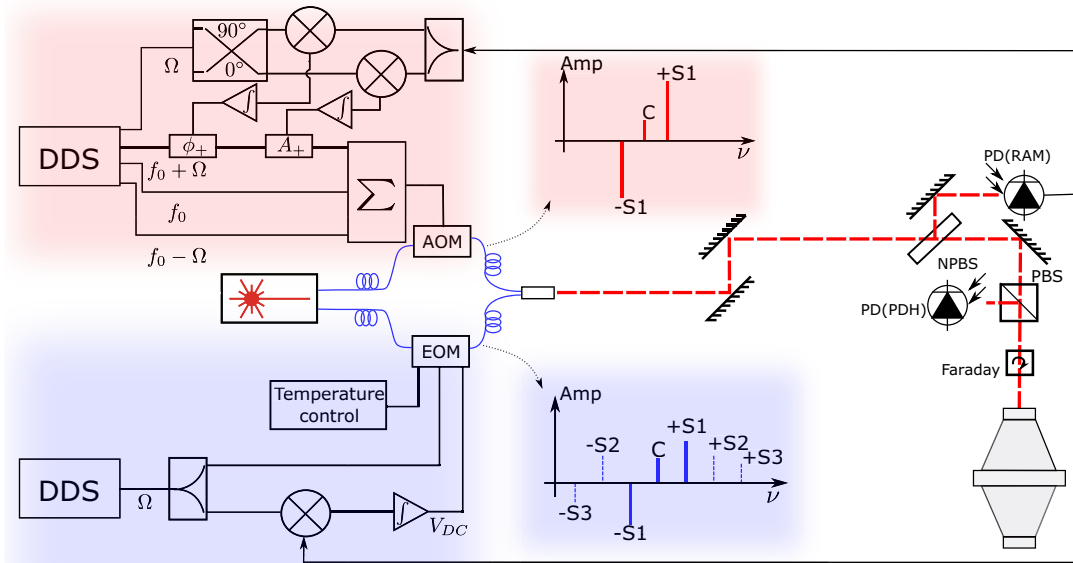 90°
0°
Ω
∫
∫
DDS
ϕ₊
A₊
f₀ + Ω
f₀
f₀ − Ω
Σ
AOM
Amp
+S1
C
ν
-S1
PD(RAM)
NPBS
PBS
PD(PDH)
Faraday
EOM
Temperature
control
DDS
Ω
∫
V_DC
Amp
+S1
-S2
C
+S2
+S3
ν
-S3
-S1